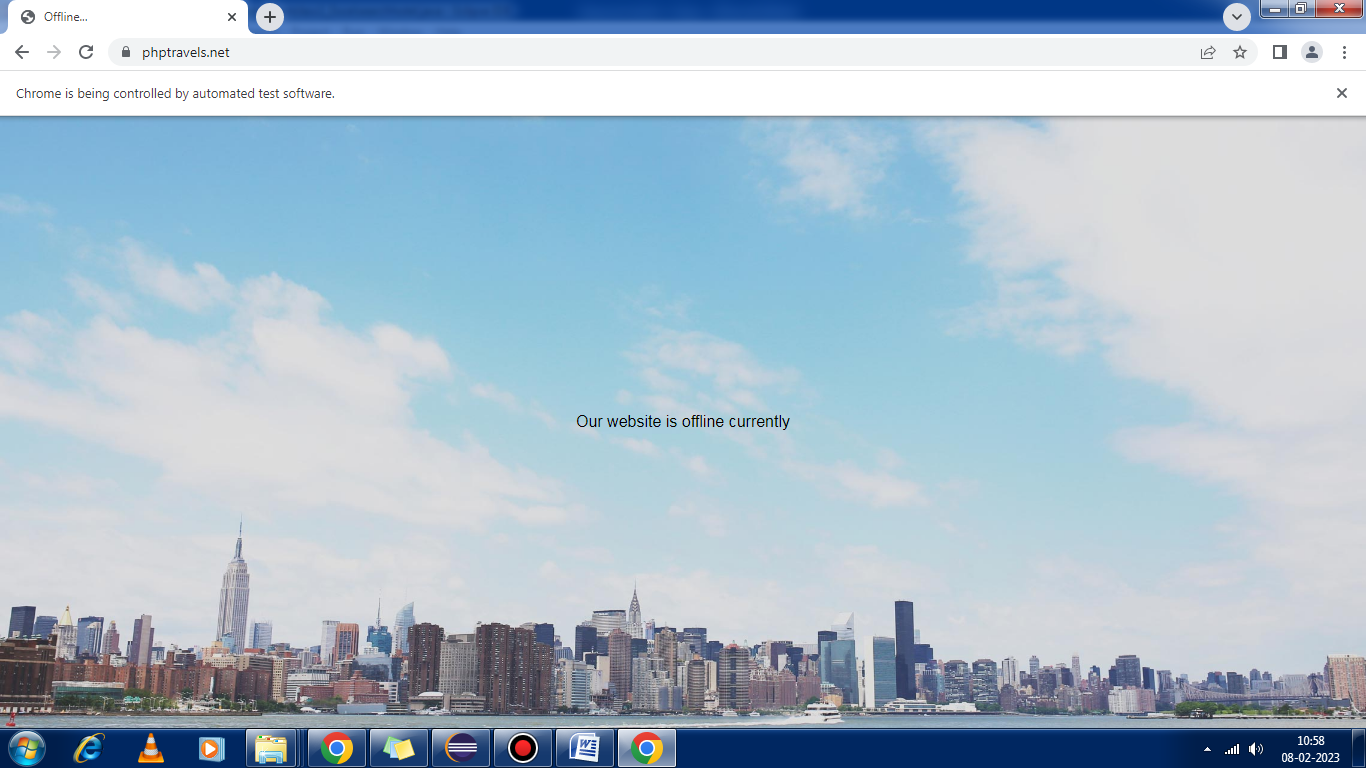 Offline...
phptravels.net
Chrome is being controlled by automated test software.
Our website is offline currently
10:58
08-02-2023